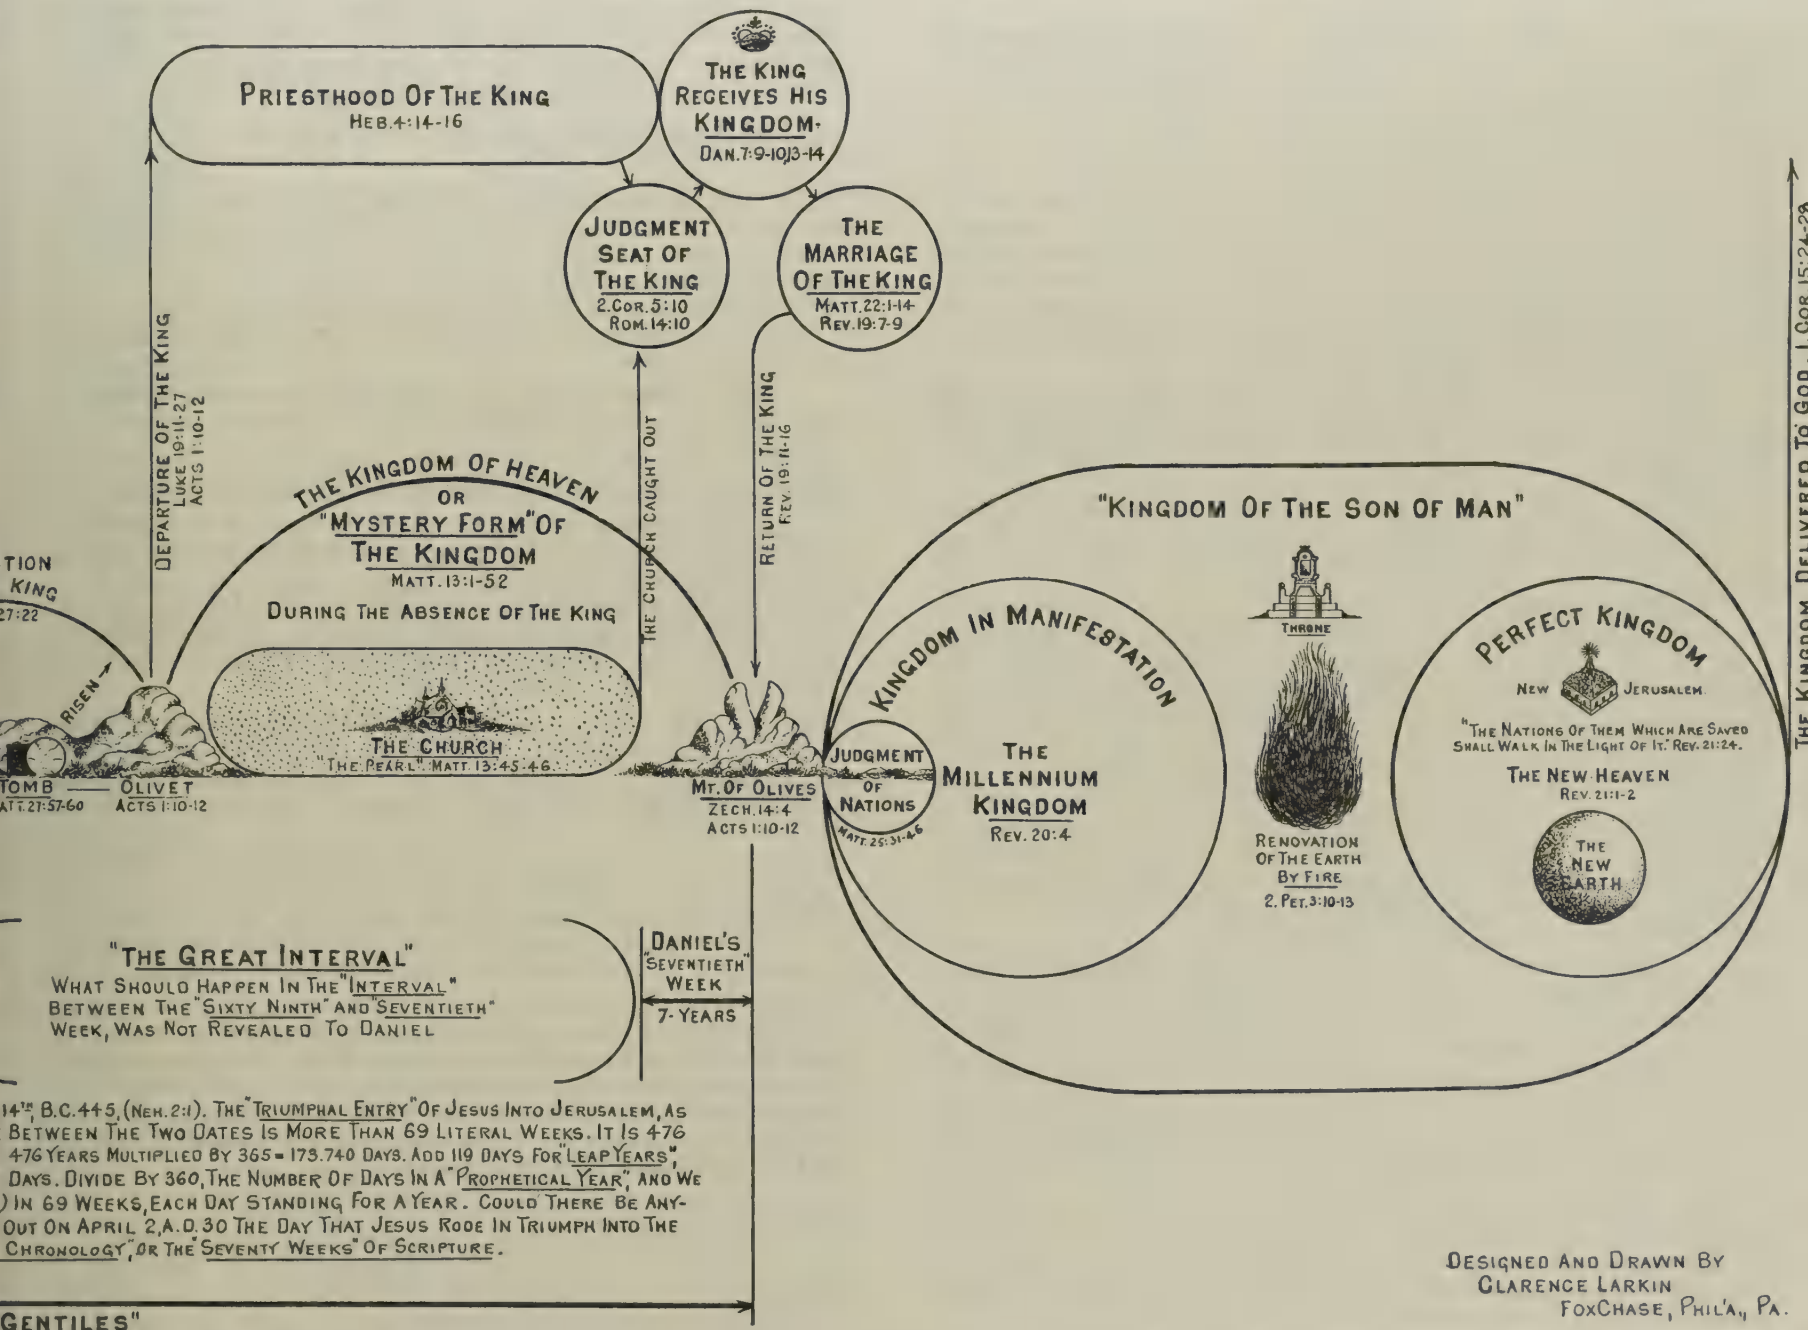 PRIESTHOOD OF THE KING
HEB. 4:14-16
THE KING
RECEIVES HIS
KINGDOM.
DAN. 7:9-10,13-14
JUDGMENT
SEAT OF
THE KING
2. COR. 5:10
ROM. 14:10
THE
MARRIAGE
OF THE KING
MATT. 22:1-14
REV. 19:7-9
DEPARTURE OF THE KING
LUKE 19:11-27
ACTS 1:10-12
THE CHURCH CAUGHT OUT
RETURN OF THE KING
REV. 19:11-16
THE KINGDOM OF HEAVEN
OR
"MYSTERY FORM" OF
THE KINGDOM
MATT. 13:1-52
DURING THE ABSENCE OF THE KING
TION
KING
27:22
RISEN
THE CHURCH
"THE PEARL" MATT. 13:45-46
TOMB — OLIVET
ATT. 27:57-60 ACTS 1:10-12
MT. OF OLIVES
ZECH. 14:4
ACTS 1:10-12
"KINGDOM OF THE SON OF MAN"
KINGDOM IN MANIFESTATION
JUDGMENT
OF
NATIONS
MATT. 25:31-46
THE
MILLENNIUM
KINGDOM
REV. 20:4
THRONE
RENOVATION
OF THE EARTH
BY FIRE
2. PET. 3:10-13
PERFECT KINGDOM
NEW JERUSALEM
"THE NATIONS OF THEM WHICH ARE SAVED
SHALL WALK IN THE LIGHT OF IT." REV. 21:24.
THE NEW HEAVEN
REV. 21:1-2
THE
NEW
EARTH
THE KINGDOM DELIVERED TO GOD. 1. COR. 15:24-28
"THE GREAT INTERVAL"
WHAT SHOULD HAPPEN IN THE "INTERVAL"
BETWEEN THE "SIXTY NINTH" AND "SEVENTIETH"
WEEK, WAS NOT REVEALED TO DANIEL
DANIEL'S
"SEVENTIETH"
WEEK
7-YEARS
14TH, B.C. 445, (NEH. 2:1). THE "TRIUMPHAL ENTRY" OF JESUS INTO JERUSALEM, AS
BETWEEN THE TWO DATES IS MORE THAN 69 LITERAL WEEKS. IT IS 476
476 YEARS MULTIPLIED BY 365 = 173.740 DAYS. ADD 119 DAYS FOR "LEAP YEARS",
DAYS. DIVIDE BY 360, THE NUMBER OF DAYS IN A "PROPHETICAL YEAR", AND WE
) IN 69 WEEKS, EACH DAY STANDING FOR A YEAR. COULD THERE BE ANY-
OUT ON APRIL 2, A.D. 30 THE DAY THAT JESUS RODE IN TRIUMPH INTO THE
CHRONOLOGY", OR THE "SEVENTY WEEKS" OF SCRIPTURE.
GENTILES"
DESIGNED AND DRAWN BY
CLARENCE LARKIN
FOXCHASE, PHIL'A., PA.